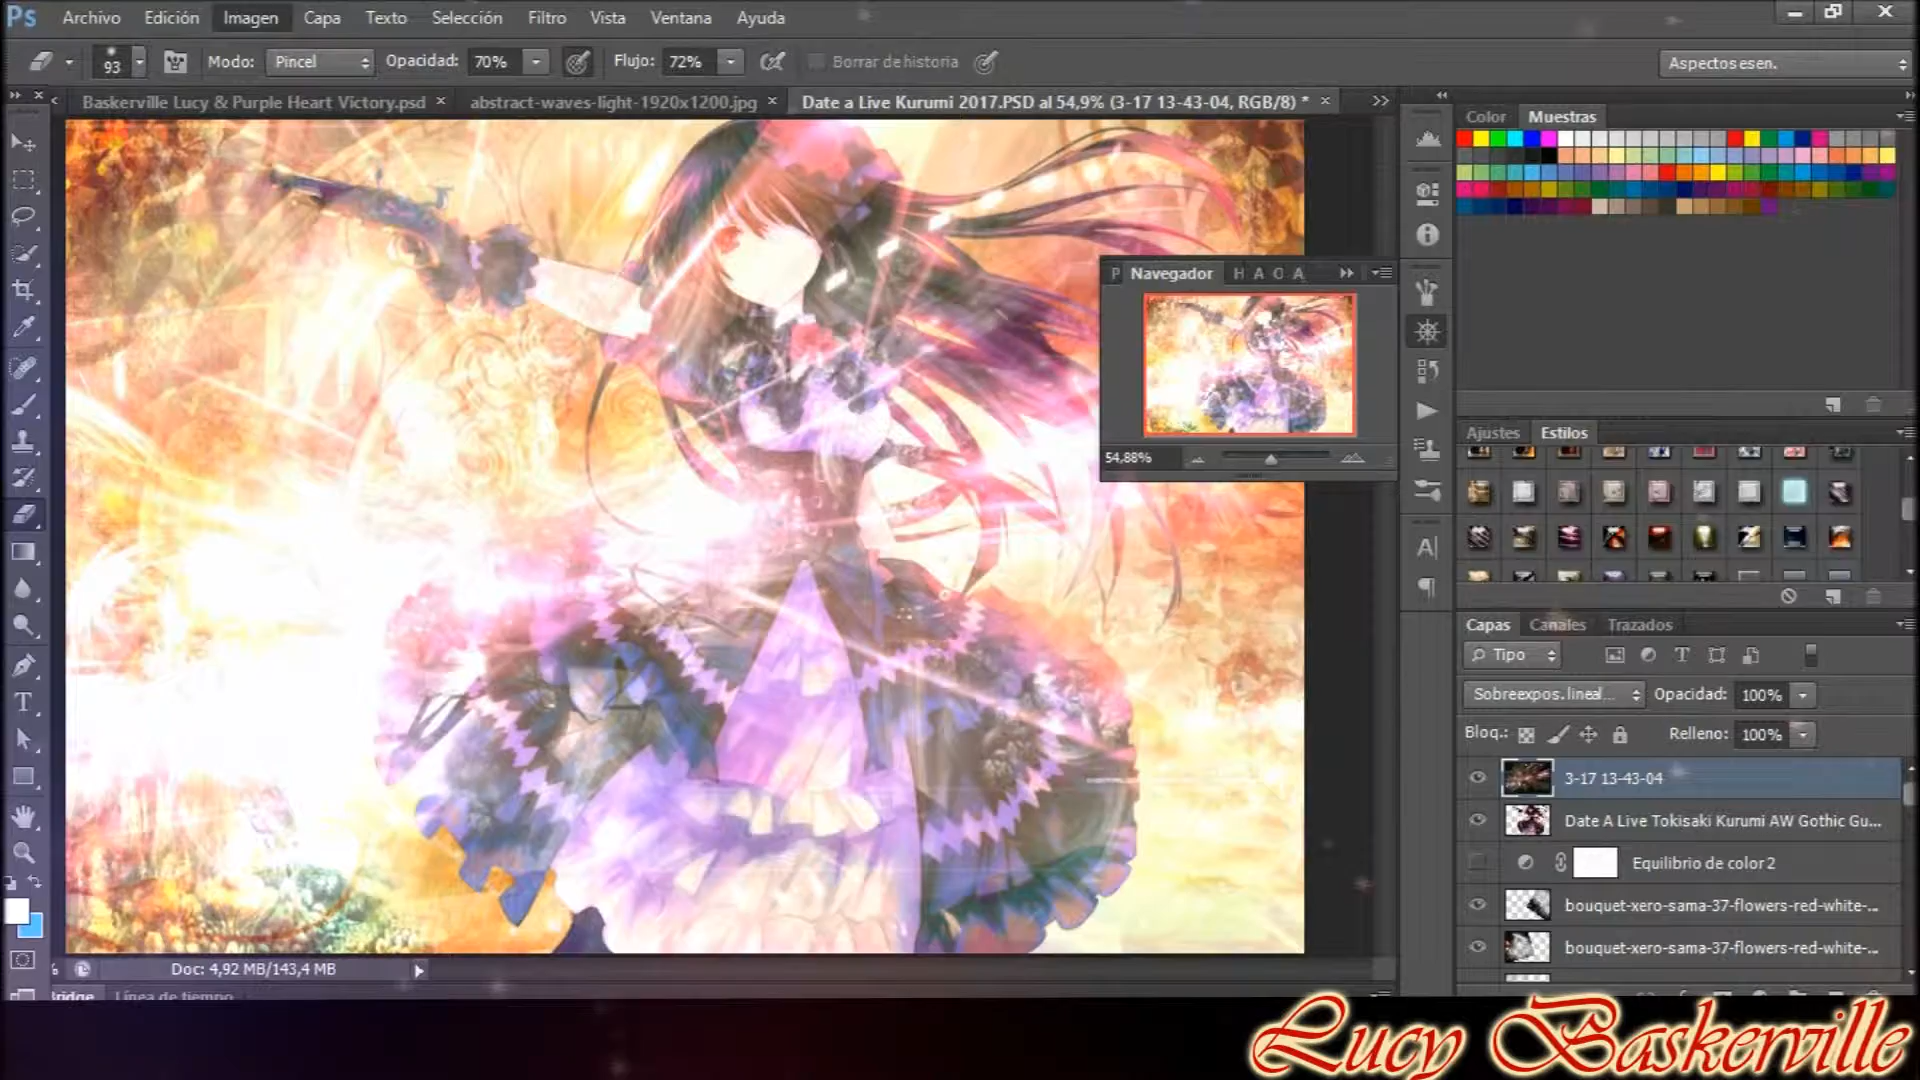 Ps Archivo Edición Imagen Capa Texto Selección Filtro Vista Ventana Ayuda
93 Modo: Pincel Opacidad: 70% Flujo: 72% Borrar de historia Aspectos esen.
Baskerville Lucy & Purple Heart Victory.psd × abstract-waves-light-1920x1200.jpg × Date a Live Kurumi 2017.PSD al 54,9% (3-17 13-43-04, RGB/8) * ×
Color Muestras
P Navegador H A O A
54,88%
Ajustes Estilos
Capas Canales Trazados
Tipo
Sobreexpos. lineal... Opacidad: 100%
Bloq.: Relleno: 100%
3-17 13-43-04
Date A Live Tokisaki Kurumi AW Gothic Gu...
Equilibrio de color 2
bouquet-xero-sama-37-flowers-red-white-...
bouquet-xero-sama-37-flowers-red-white-...
Doc: 4,92 MB/143,4 MB
Bridge Línea de tiempo
Lucy Baskerville